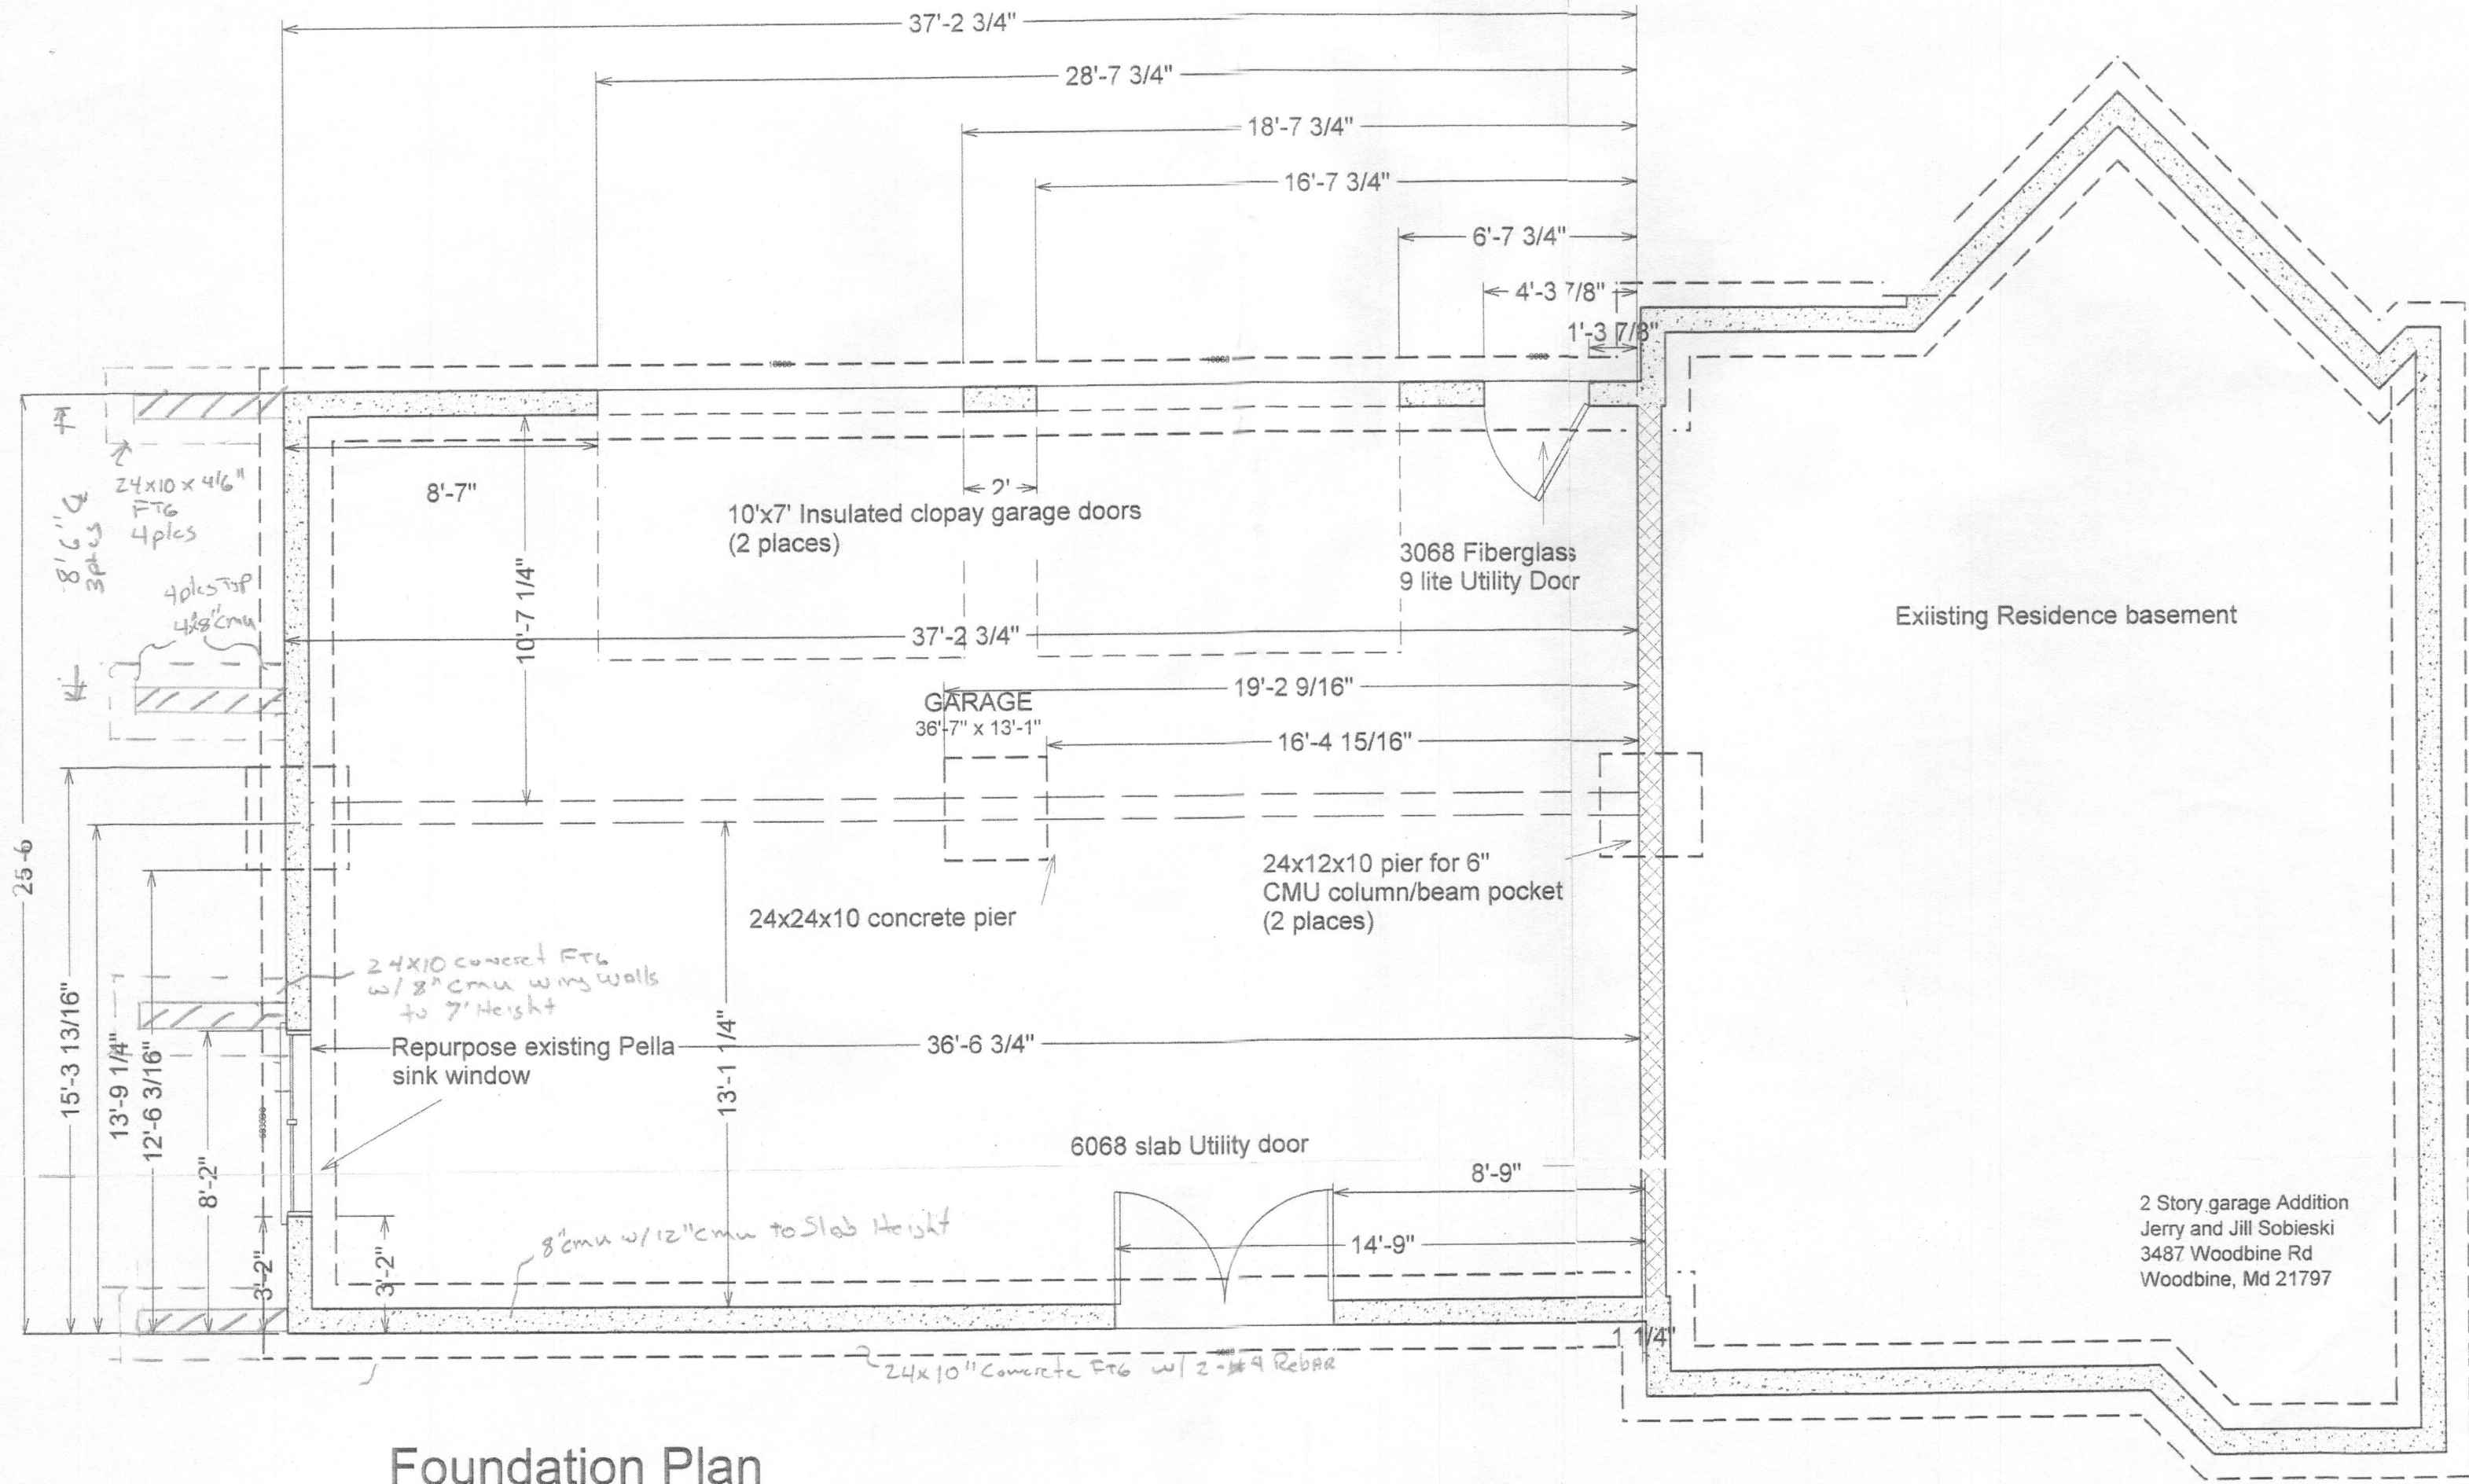 37'-2 3/4"
28'-7 3/4"
18'-7 3/4"
16'-7 3/4"
6'-7 3/4"
4'-3 7/8"
1'-3 7/8"
24x10 x 4'6"
FTG
4plcs
8'6" CL
3plcs
4plcs Typ
4x8" cmu
8'-7"
2'
10'x7' Insulated clopay garage doors
(2 places)
10'-7 1/4"
3068 Fiberglass
9 lite Utility Door
Exiisting Residence basement
37'-2 3/4"
19'-2 9/16"
GARAGE
36'-7" x 13'-1"
16'-4 15/16"
25-6
24x12x10 pier for 6"
CMU column/beam pocket
(2 places)
24x24x10 concrete pier
24x10 concret FTG
w/ 8" cmu wing walls
to 7' Height
15'-3 13/16"
13'-9 1/4"
12'-6 3/16"
8'-2"
Repurpose existing Pella
sink window
13'-1 1/4"
36'-6 3/4"
6068 slab Utility door
8'-9"
14'-9"
3'-2"
3'-2"
8"cmu w/12"cmu to Slab Height
2 Story garage Addition
Jerry and Jill Sobieski
3487 Woodbine Rd
Woodbine, Md 21797
1 1/4"
24x10" Concrete FTG w/ 2-#4 RebAR
Foundation Plan